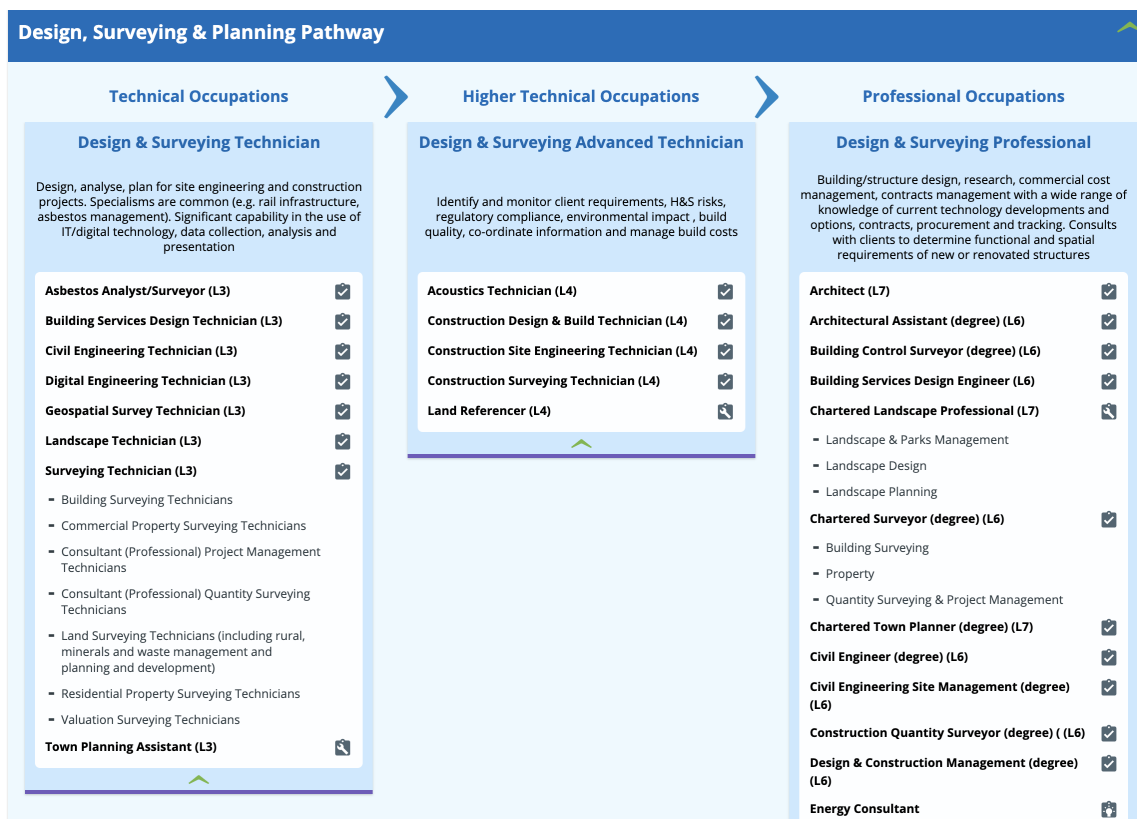 Design, Surveying & Planning Pathway
Technical Occupations
Higher Technical Occupations
Professional Occupations
Design & Surveying Technician
Design, analyse, plan for site engineering and construction
projects. Specialisms are common (e.g. rail infrastructure,
asbestos management). Significant capability in the use of
IT/digital technology, data collection, analysis and
presentation
Asbestos Analyst/Surveyor (L3)
Building Services Design Technician (L3)
Civil Engineering Technician (L3)
Digital Engineering Technician (L3)
Geospatial Survey Technician (L3)
Landscape Technician (L3)
Surveying Technician (L3)
- Building Surveying Technicians
- Commercial Property Surveying Technicians
- Consultant (Professional) Project Management
Technicians
- Consultant (Professional) Quantity Surveying
Technicians
- Land Surveying Technicians (including rural,
minerals and waste management and
planning and development)
- Residential Property Surveying Technicians
- Valuation Surveying Technicians
Town Planning Assistant (L3)
Design & Surveying Advanced Technician
Identify and monitor client requirements, H&S risks,
regulatory compliance, environmental impact , build
quality, co-ordinate information and manage build costs
Acoustics Technician (L4)
Construction Design & Build Technician (L4)
Construction Site Engineering Technician (L4)
Construction Surveying Technician (L4)
Land Referencer (L4)
Design & Surveying Professional
Building/structure design, research, commercial cost
management, contracts management with a wide range of
knowledge of current technology developments and
options, contracts, procurement and tracking. Consults
with clients to determine functional and spatial
requirements of new or renovated structures
Architect (L7)
Architectural Assistant (degree) (L6)
Building Control Surveyor (degree) (L6)
Building Services Design Engineer (L6)
Chartered Landscape Professional (L7)
- Landscape & Parks Management
- Landscape Design
- Landscape Planning
Chartered Surveyor (degree) (L6)
- Building Surveying
- Property
- Quantity Surveying & Project Management
Chartered Town Planner (degree) (L7)
Civil Engineer (degree) (L6)
Civil Engineering Site Management (degree)
(L6)
Construction Quantity Surveyor (degree) ( (L6)
Design & Construction Management (degree)
(L6)
Energy Consultant